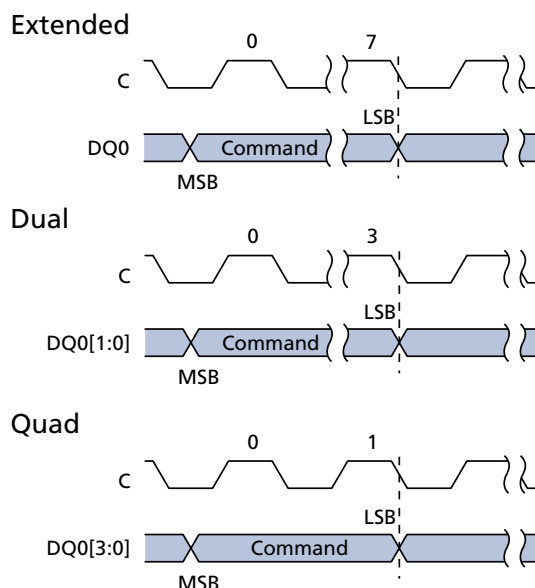 Extended
0 7
C
LSB
DQ0 Command
MSB
Dual
0 3
C
LSB
DQ0[1:0] Command
MSB
Quad
0 1
C
LSB
DQ0[3:0] Command
MSB